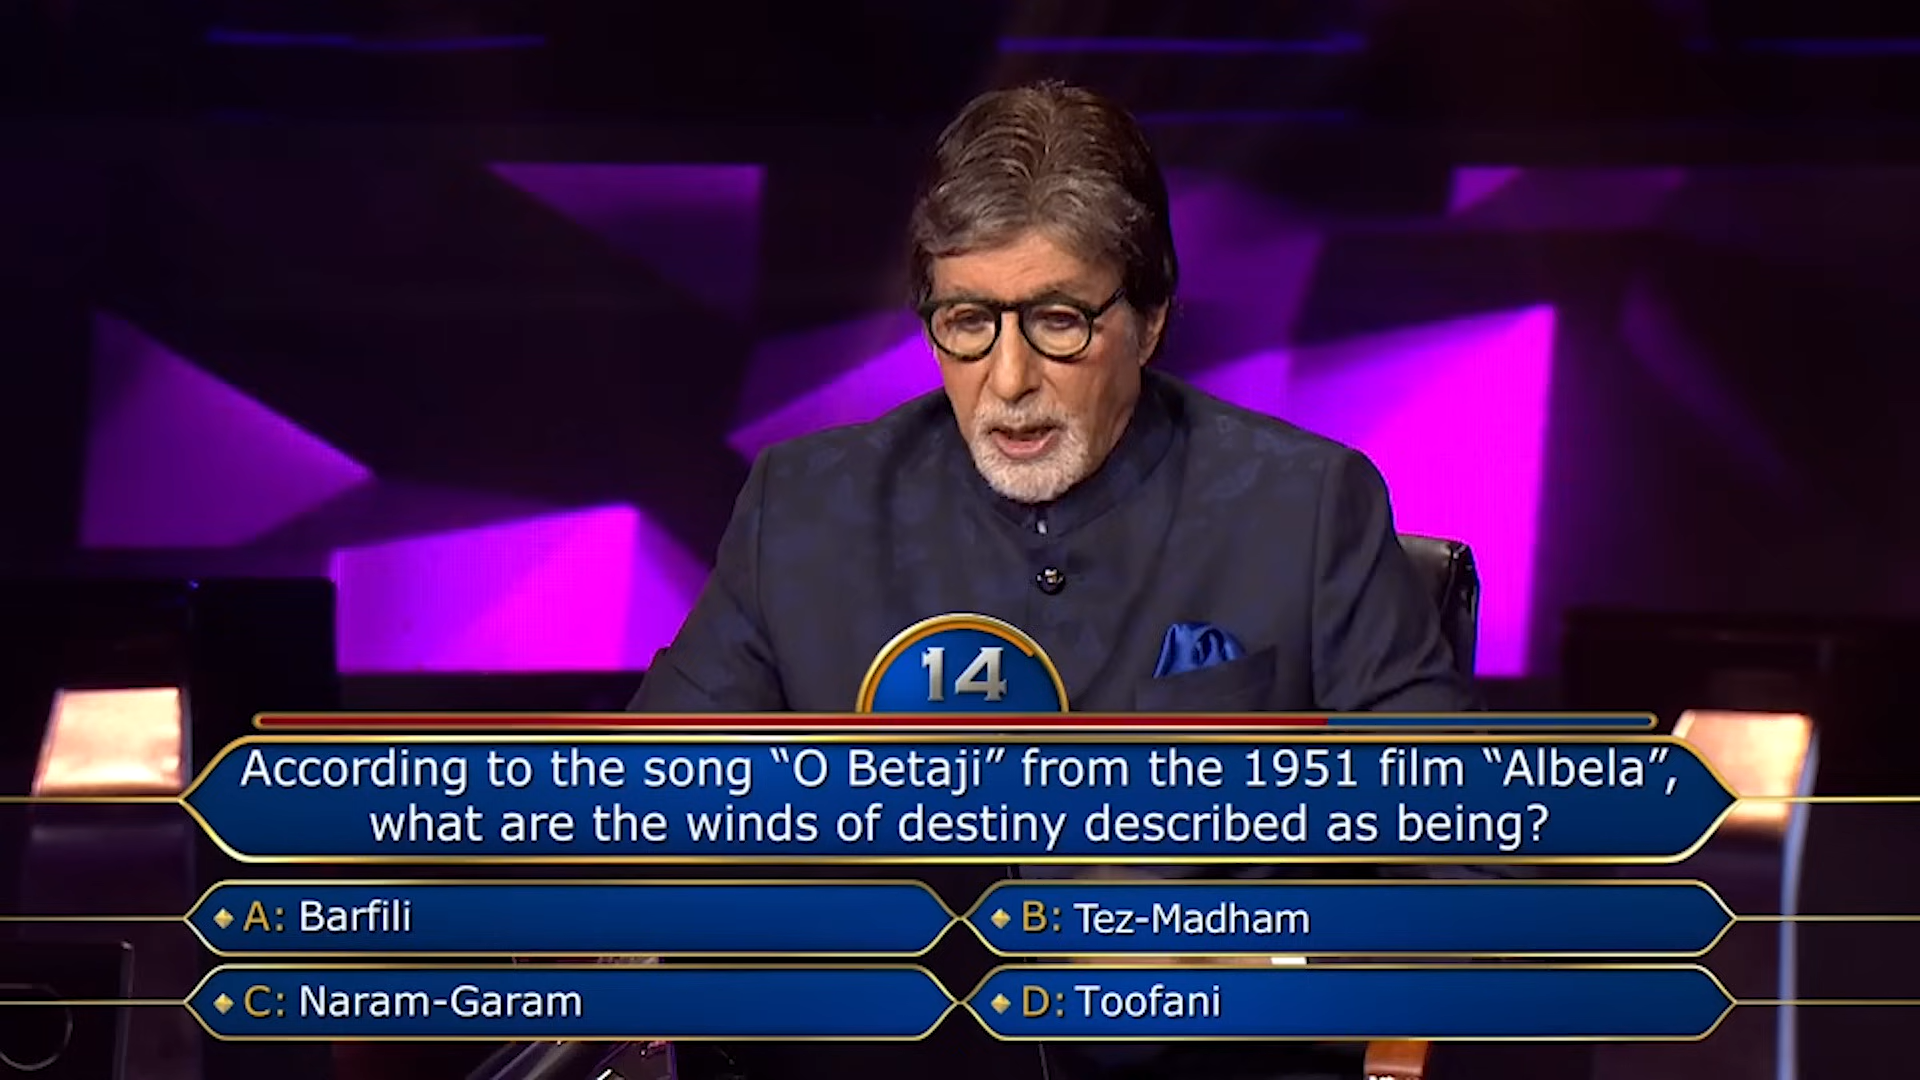 14
According to the song “O Betaji” from the 1951 film “Albela”,
what are the winds of destiny described as being?
A: Barfili
B: Tez-Madham
C: Naram-Garam
D: Toofani